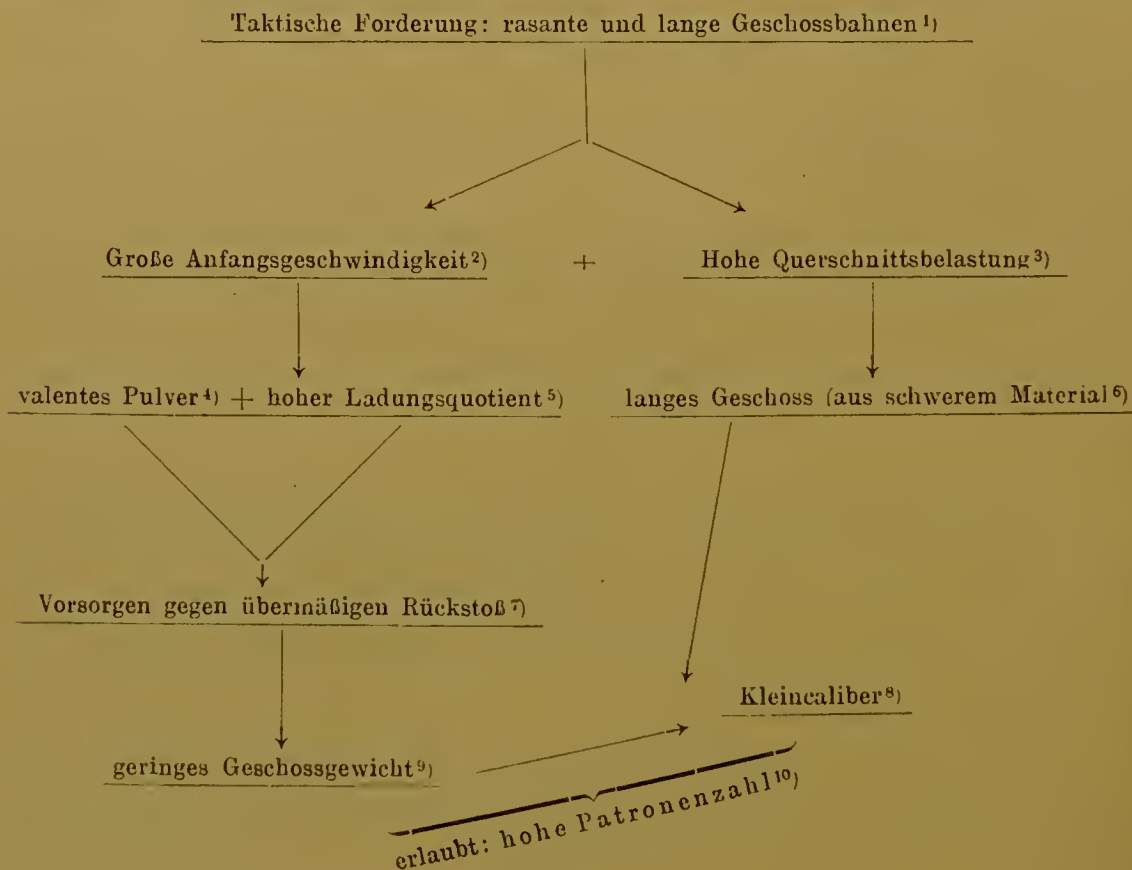 Taktische Forderung: rasante und lange Geschossbahnen ¹)
Große Anfangsgeschwindigkeit ²) + Hohe Querschnittsbelastung ³)
valentes Pulver ⁴) + hoher Ladungsquotient ⁵) langes Geschoss (aus schwerem Material ⁶)
Vorsorgen gegen übermäßigen Rückstoß ⁷)
Kleincaliber ⁸)
geringes Geschossgewicht ⁹)
erlaubt: hohe Patronenzahl ¹⁰)